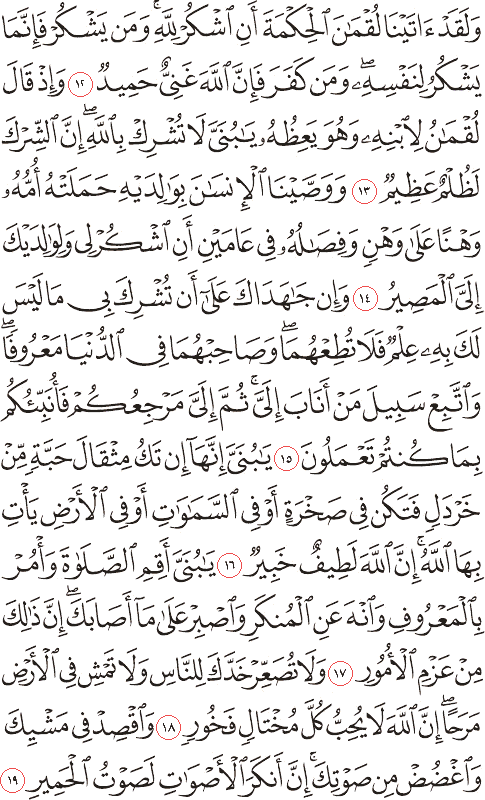 وَلَقَدۡ ءَاتَيۡنَا لُقۡمَٰنَ ٱلۡحِكۡمَةَ أَنِ ٱشۡكُرۡ لِلَّهِۚ وَمَن يَشۡكُرۡ فَإِنَّمَا
يَشۡكُرُ لِنَفۡسِهِۦۖ وَمَن كَفَرَ فَإِنَّ ٱللَّهَ غَنِيٌّ حَمِيدٞ ١٢ وَإِذۡ قَالَ
لُقۡمَٰنُ لِٱبۡنِهِۦ وَهُوَ يَعِظُهُۥ يَٰبُنَيَّ لَا تُشۡرِكۡ بِٱللَّهِۖ إِنَّ ٱلشِّرۡكَ
لَظُلۡمٌ عَظِيمٞ ١٣ وَوَصَّيۡنَا ٱلۡإِنسَٰنَ بِوَٰلِدَيۡهِ حَمَلَتۡهُ أُمُّهُۥ
وَهۡنًا عَلَىٰ وَهۡنٖ وَفِصَٰلُهُۥ فِي عَامَيۡنِ أَنِ ٱشۡكُرۡ لِي وَلِوَٰلِدَيۡكَ
إِلَيَّ ٱلۡمَصِيرُ ١٤ وَإِن جَٰهَدَاكَ عَلَىٰٓ أَن تُشۡرِكَ بِي مَا لَيۡسَ
لَكَ بِهِۦ عِلۡمٞ فَلَا تُطِعۡهُمَاۖ وَصَاحِبۡهُمَا فِي ٱلدُّنۡيَا مَعۡرُوفٗاۖ
وَٱتَّبِعۡ سَبِيلَ مَنۡ أَنَابَ إِلَيَّۚ ثُمَّ إِلَيَّ مَرۡجِعُكُمۡ فَأُنَبِّئُكُم
بِمَا كُنتُمۡ تَعۡمَلُونَ ١٥ يَٰبُنَيَّ إِنَّهَآ إِن تَكُ مِثۡقَالَ حَبَّةٖ مِّنۡ
خَرۡدَلٖ فَتَكُن فِي صَخۡرَةٍ أَوۡ فِي ٱلسَّمَٰوَٰتِ أَوۡ فِي ٱلۡأَرۡضِ يَأۡتِ
بِهَا ٱللَّهُۚ إِنَّ ٱللَّهَ لَطِيفٌ خَبِيرٞ ١٦ يَٰبُنَيَّ أَقِمِ ٱلصَّلَوٰةَ وَأۡمُرۡ
بِٱلۡمَعۡرُوفِ وَٱنۡهَ عَنِ ٱلۡمُنكَرِ وَٱصۡبِرۡ عَلَىٰ مَآ أَصَابَكَۖ إِنَّ ذَٰلِكَ
مِنۡ عَزۡمِ ٱلۡأُمُورِ ١٧ وَلَا تُصَعِّرۡ خَدَّكَ لِلنَّاسِ وَلَا تَمۡشِ فِي ٱلۡأَرۡضِ
مَرَحًاۖ إِنَّ ٱللَّهَ لَا يُحِبُّ كُلَّ مُخۡتَالٖ فَخُورٖ ١٨ وَٱقۡصِدۡ فِي مَشۡيِكَ
وَٱغۡضُضۡ مِن صَوۡتِكَۚ إِنَّ أَنكَرَ ٱلۡأَصۡوَٰتِ لَصَوۡتُ ٱلۡحَمِيرِ ١٩